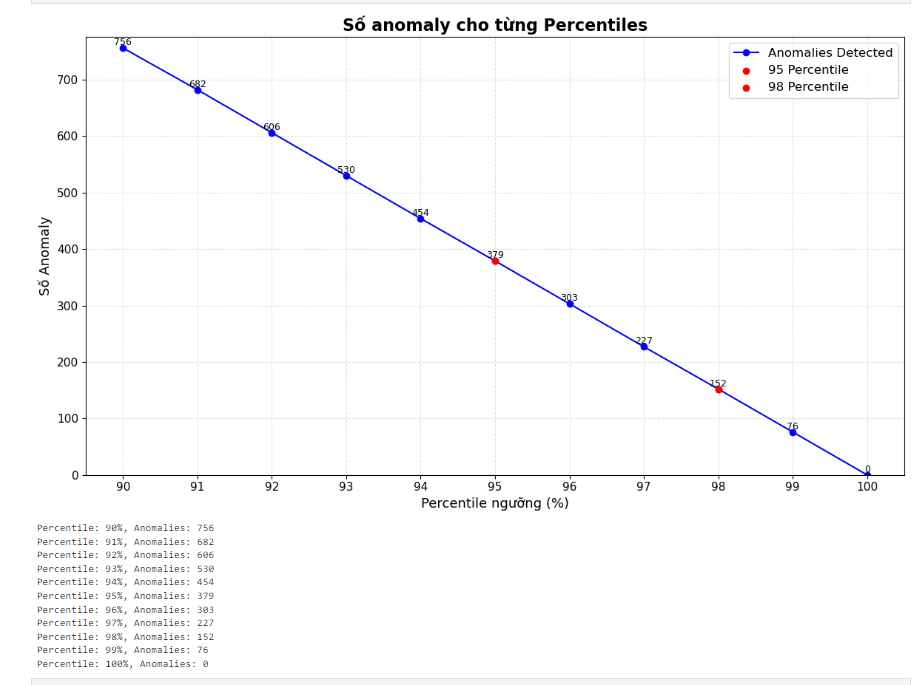 Số anomaly cho từng Percentiles
756
682
606
530
454
379
303
227
152
76
0
Anomalies Detected
95 Percentile
98 Percentile
700
600
500
400
300
200
100
0
Số Anomaly
90 91 92 93 94 95 96 97 98 99 100
Percentile ngưỡng (%)
Percentile: 90%, Anomalies: 756
Percentile: 91%, Anomalies: 682
Percentile: 92%, Anomalies: 606
Percentile: 93%, Anomalies: 530
Percentile: 94%, Anomalies: 454
Percentile: 95%, Anomalies: 379
Percentile: 96%, Anomalies: 303
Percentile: 97%, Anomalies: 227
Percentile: 98%, Anomalies: 152
Percentile: 99%, Anomalies: 76
Percentile: 100%, Anomalies: 0